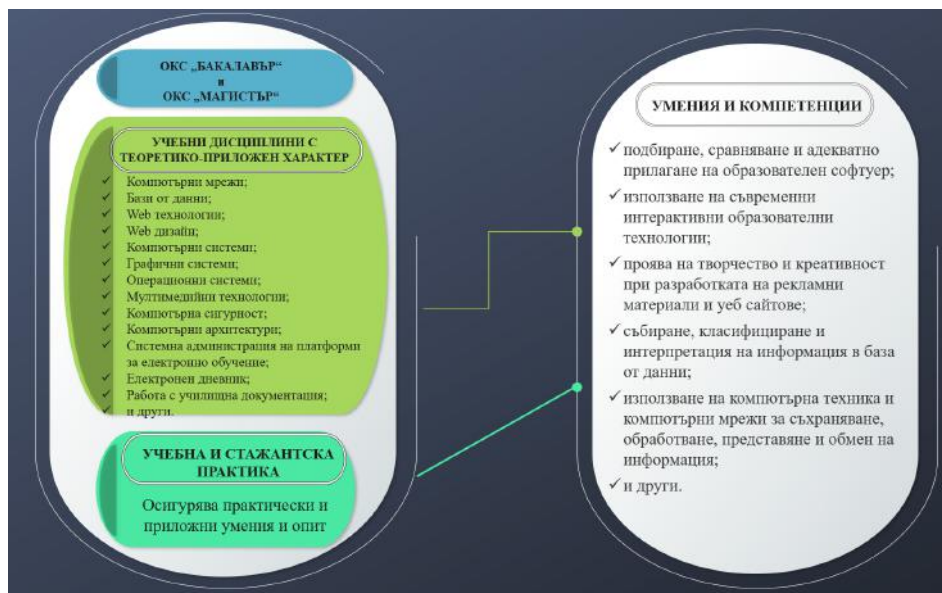 ОКС „БАКАЛАВЪР“
и
ОКС „МАГИСТЪР“
УЧЕБНИ ДИСЦИПЛИНИ С
ТЕОРЕТИКО-ПРИЛОЖЕН ХАРАКТЕР
✓ Компютърни мрежи;
✓ Бази от данни;
✓ Web технологии;
✓ Web дизайн;
✓ Компютърни системи;
✓ Графични системи;
✓ Операционни системи;
✓ Мултимедийни технологии;
✓ Компютърна сигурност;
✓ Компютърни архитектури;
✓ Системна администрация на платформи
за електронно обучение;
✓ Електронен дневник;
✓ Работа с училищна документация;
✓ и други.
УЧЕБНА И СТАЖАНТСКА
ПРАКТИКА
Осигурява практически и
приложни умения и опит
УМЕНИЯ И КОМПЕТЕНЦИИ
✓ подбиране, сравняване и адекватно
прилагане на образователен софтуер;
✓ използване на съвременни
интерактивни образователни
технологии;
✓ проява на творчество и креативност
при разработката на рекламни
материали и уеб сайтове;
✓ събиране, класифициране и
интерпретация на информация в база
от данни;
✓ използване на компютърна техника и
компютърни мрежи за съхраняване,
обработване, представяне и обмен на
информация;
✓ и други.